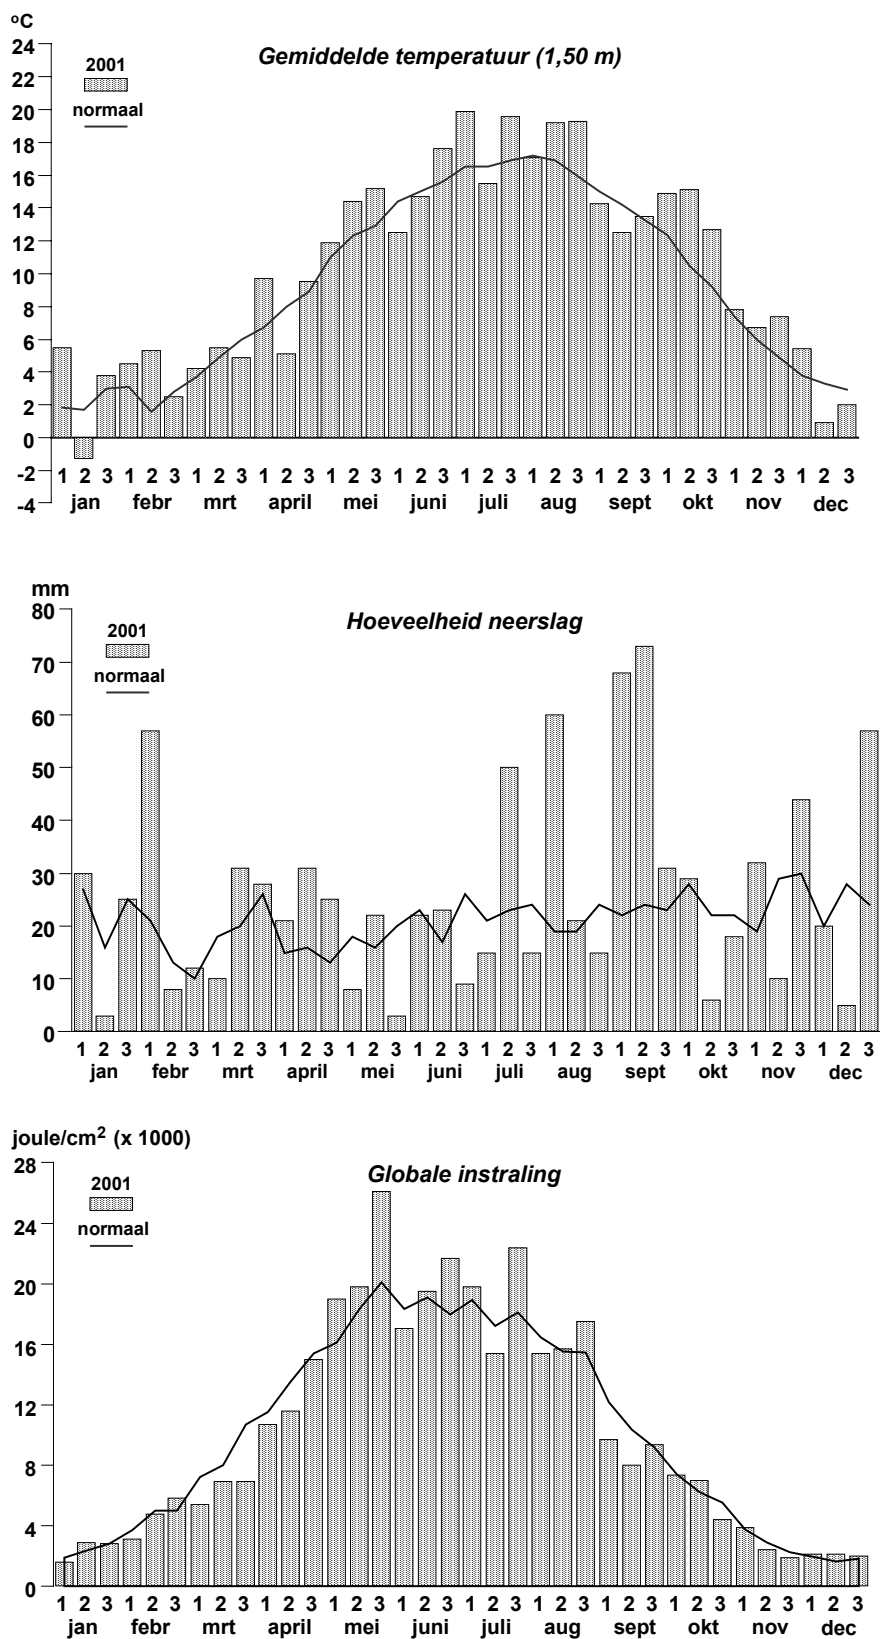 oC
24
Gemiddelde temperatuur (1,50 m)
2001
22
20
normaal
18
16
14
12
10
8
6
4
2
0
-2
1 2 3 1 2 3 1 2 3 1 2 3 1 2 3 1 2 3 1 2 3 1 2 3 1 2 3 1 2 3 1 2 3 1 2 3
-4
jan febr mrt april mei juni juli aug sept okt nov dec
mm
80
Hoeveelheid neerslag
2001
70
normaal
60
50
40
30
20
10
0
1 2 3 1 2 3 1 2 3 1 2 3 1 2 3 1 2 3 1 2 3 1 2 3 1 2 3 1 2 3 1 2 3 1 2 3
jan febr mrt april mei juni juli aug sept okt nov dec
joule/cm2 (x 1000)
28
Globale instraling
2001
normaal
24
20
16
12
8
4
0
1 2 3 1 2 3 1 2 3 1 2 3 1 2 3 1 2 3 1 2 3 1 2 3 1 2 3 1 2 3 1 2 3 1 2 3
jan febr mrt april mei juni juli aug sept okt nov dec